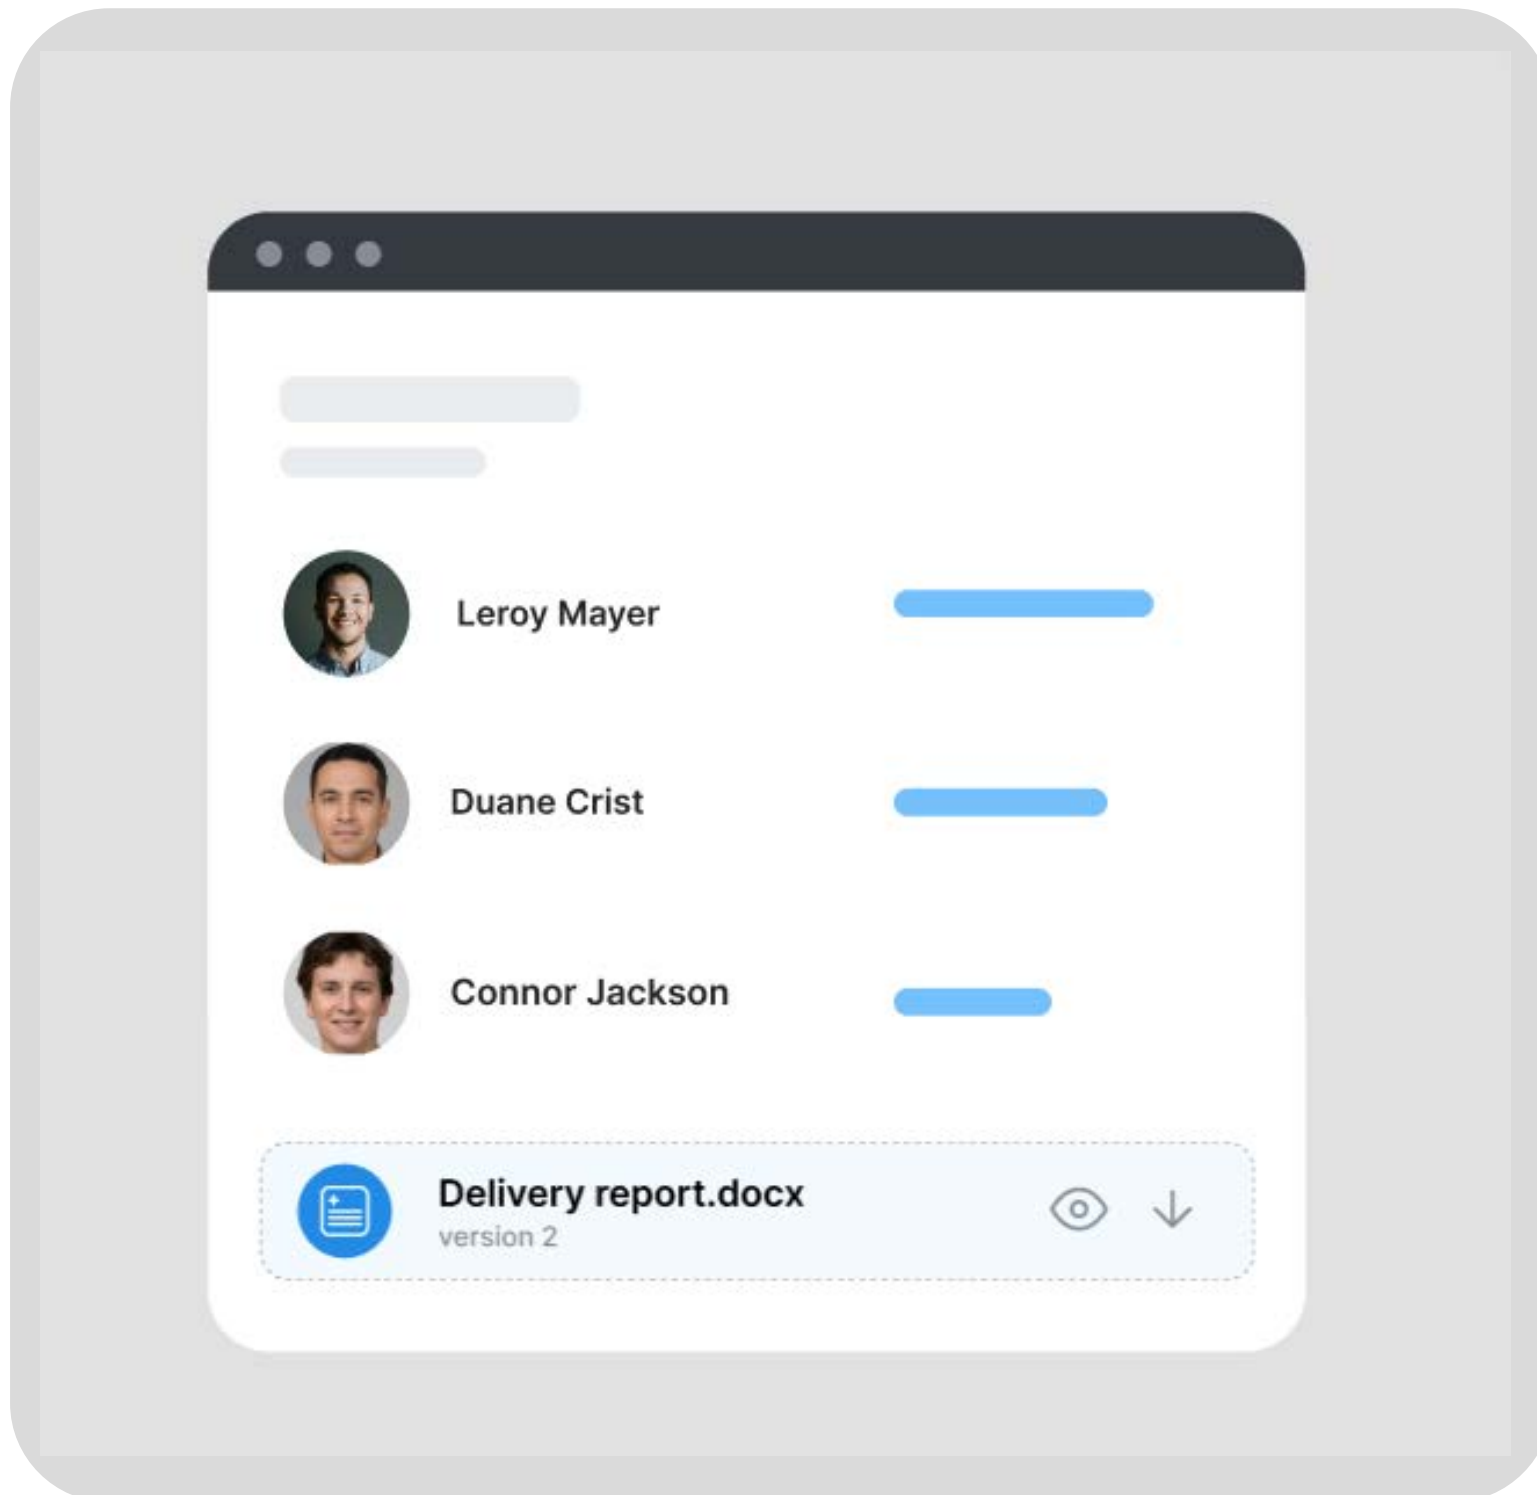 Leroy Mayer
Duane Crist
Connor Jackson
Delivery report.docx
version 2